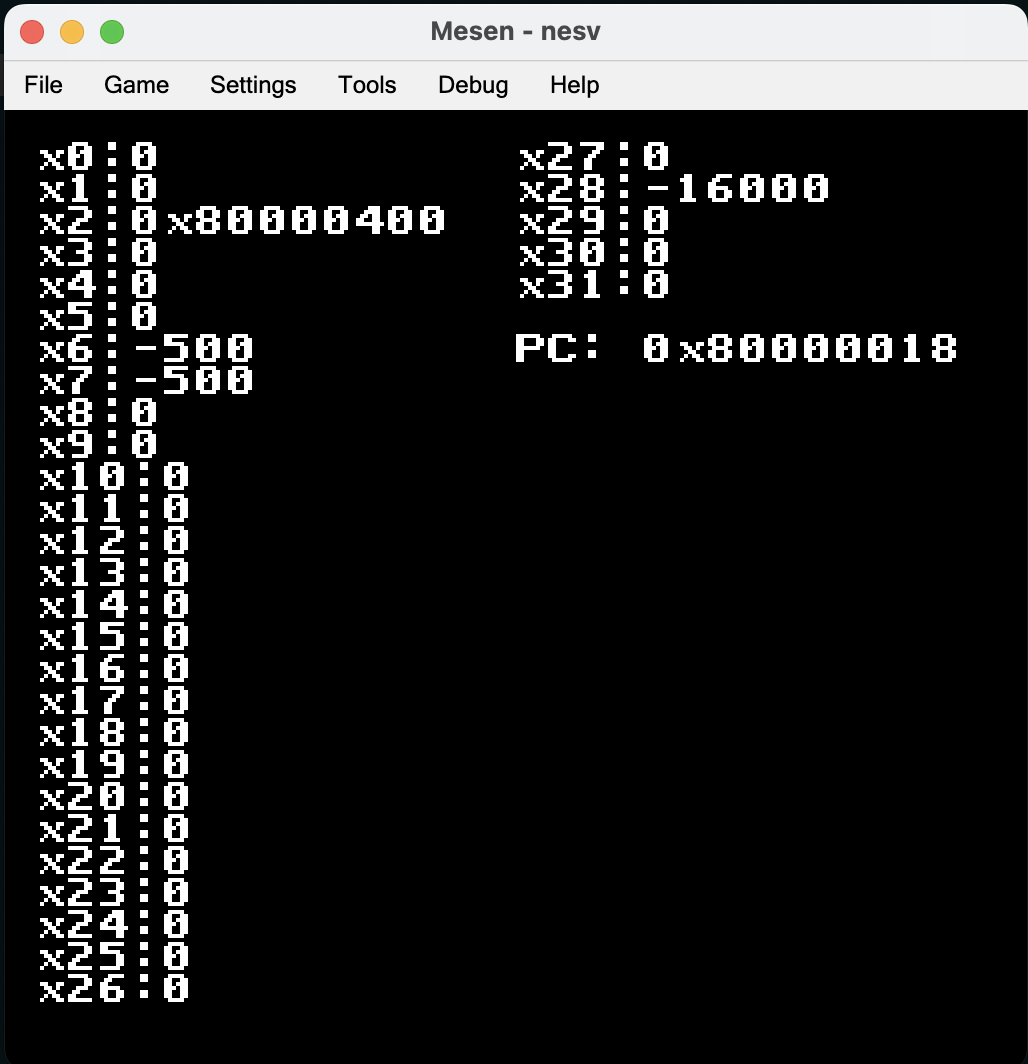 Mesen - nesv
File Game Settings Tools Debug Help
x0:0
x1:0
x2:0x80000400
x3:0
x4:0
x5:0
x6:-500
x7:-500
x8:0
x9:0
x10:0
x11:0
x12:0
x13:0
x14:0
x15:0
x16:0
x17:0
x18:0
x19:0
x20:0
x21:0
x22:0
x23:0
x24:0
x25:0
x26:0
x27:0
x28:-16000
x29:0
x30:0
x31:0
PC: 0x80000018